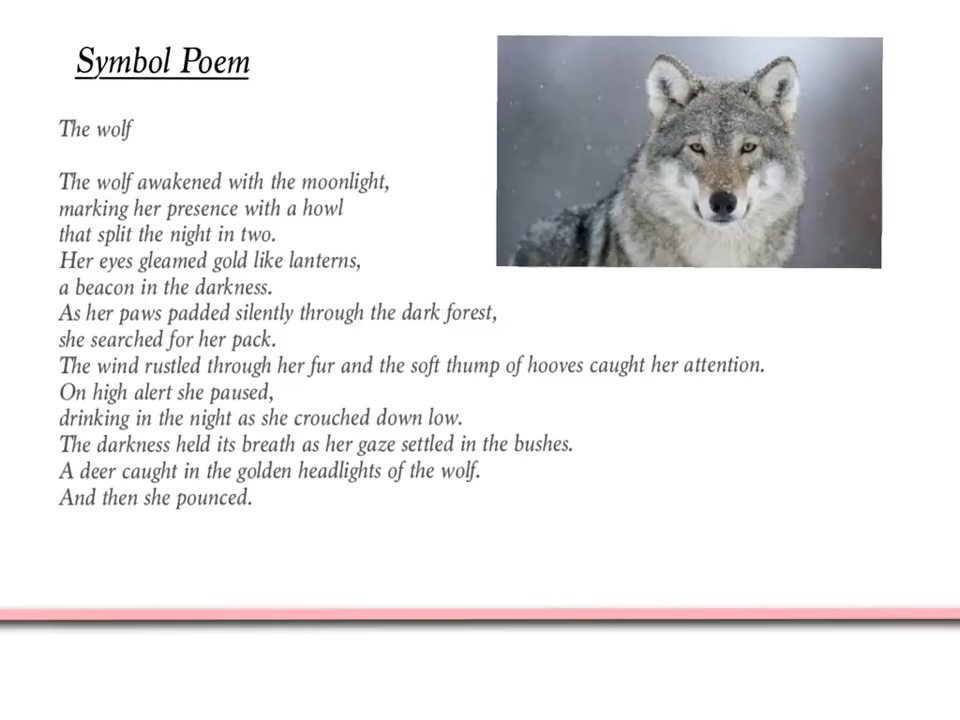 Symbol Poem
The wolf
The wolf awakened with the moonlight,
marking her presence with a howl
that split the night in two.
Her eyes gleamed gold like lanterns,
a beacon in the darkness.
As her paws padded silently through the dark forest,
she searched for her pack.
The wind rustled through her fur and the soft thump of hooves caught her attention.
On high alert she paused,
drinking in the night as she crouched down low.
The darkness held its breath as her gaze settled in the bushes.
A deer caught in the golden headlights of the wolf.
And then she pounced.